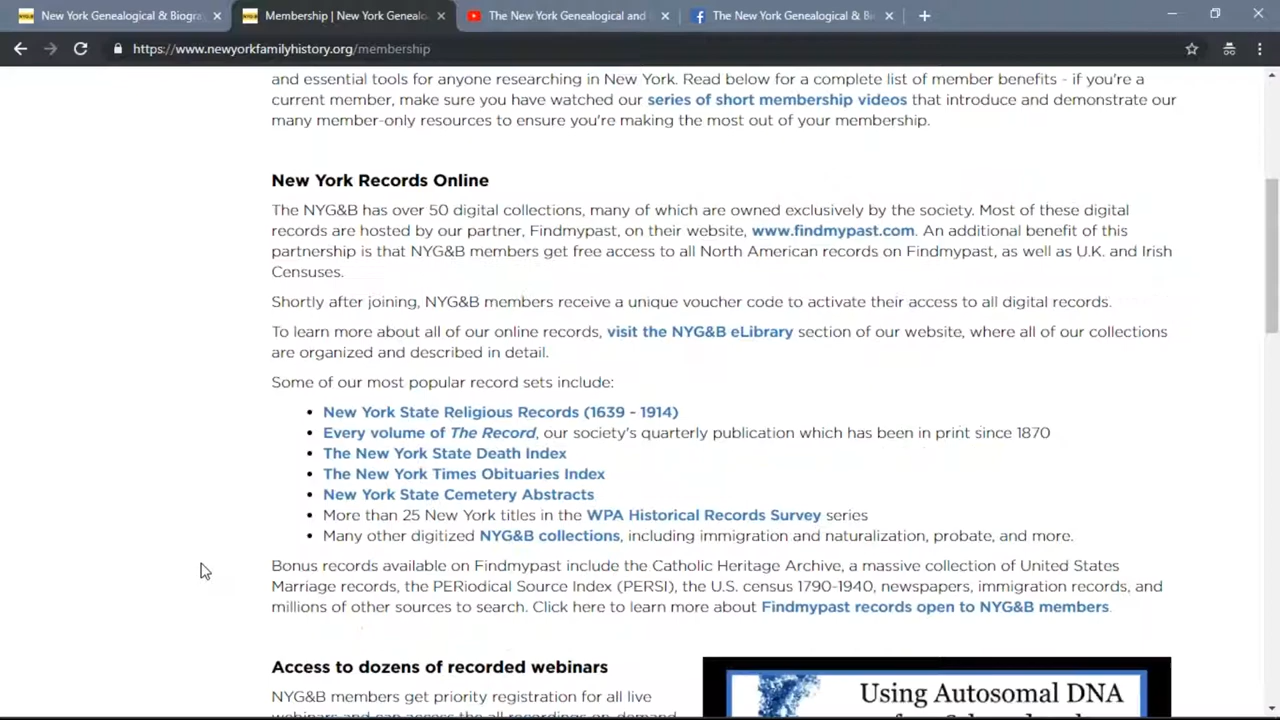 New York Genealogical & Biogra
Membership | New York Genealo
The New York Genealogical and
The New York Genealogical & Bi
https://www.newyorkfamilyhistory.org/membership
and essential tools for anyone researching in New York. Read below for a complete list of member benefits - if you're a
current member, make sure you have watched our series of short membership videos that introduce and demonstrate our
many member-only resources to ensure you're making the most out of your membership.
New York Records Online
The NYG&B has over 50 digital collections, many of which are owned exclusively by the society. Most of these digital
records are hosted by our partner, Findmypast, on their website, www.findmypast.com. An additional benefit of this
partnership is that NYG&B members get free access to all North American records on Findmypast, as well as U.K. and Irish
Censuses.
Shortly after joining, NYG&B members receive a unique voucher code to activate their access to all digital records.
To learn more about all of our online records, visit the NYG&B eLibrary section of our website, where all of our collections
are organized and described in detail.
Some of our most popular record sets include:
• New York State Religious Records (1639 - 1914)
• Every volume of The Record, our society's quarterly publication which has been in print since 1870
• The New York State Death Index
• The New York Times Obituaries Index
• New York State Cemetery Abstracts
• More than 25 New York titles in the WPA Historical Records Survey series
• Many other digitized NYG&B collections, including immigration and naturalization, probate, and more.
Bonus records available on Findmypast include the Catholic Heritage Archive, a massive collection of United States
Marriage records, the PERiodical Source Index (PERSI), the U.S. census 1790-1940, newspapers, immigration records, and
millions of other sources to search. Click here to learn more about Findmypast records open to NYG&B members.
Access to dozens of recorded webinars
NYG&B members get priority registration for all live
webinars and can access the all recordings on-demand
Using Autosomal DNA